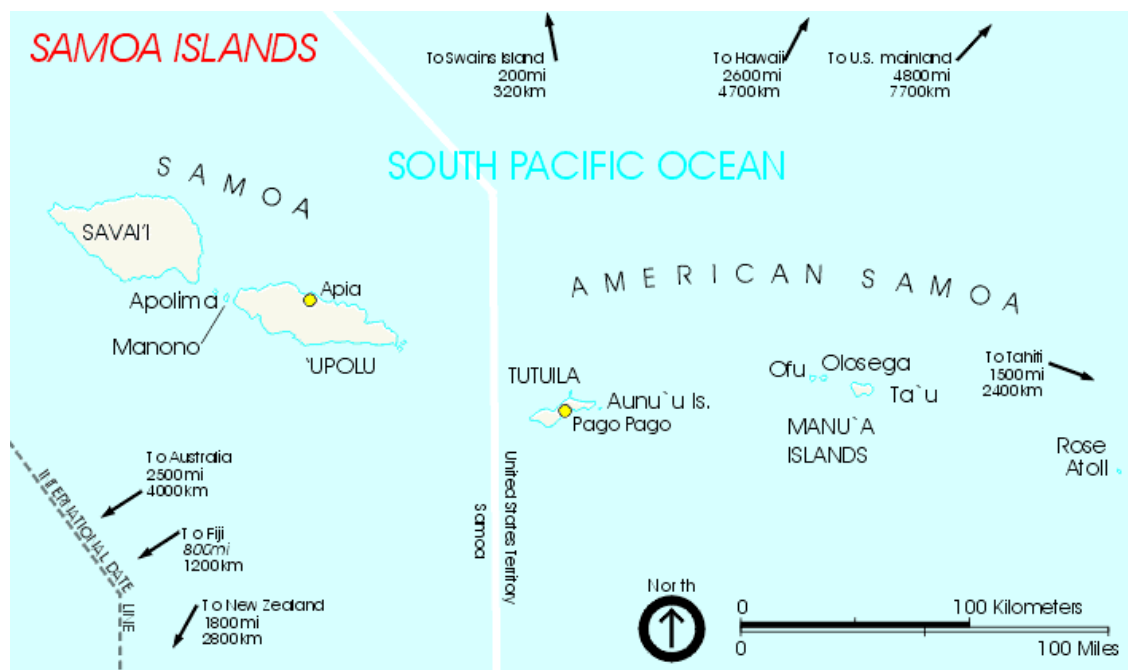 SAMOA ISLANDS
To Swains Island
200mi
320km
To Hawaii
2600mi
4700km
To U.S. mainland
4800mi
7700km
SOUTH PACIFIC OCEAN
SAMOA
SAVAI'I
Apolima
Manono
Apia
'UPOLU
AMERICAN SAMOA
TUTUILA
Aunu`u Is.
Pago Pago
Ofu
Olosega
Ta`u
MANU`A
ISLANDS
To Tahiti
1500mi
2400km
Rose
Atoll
To Australia
2500mi
4000km
To Fiji
800mi
1200km
To New Zealand
1800mi
2800km
INTERNATIONAL DATE
LINE
Samoa
United States Territory
North
0
100 Kilometers
0
100 Miles